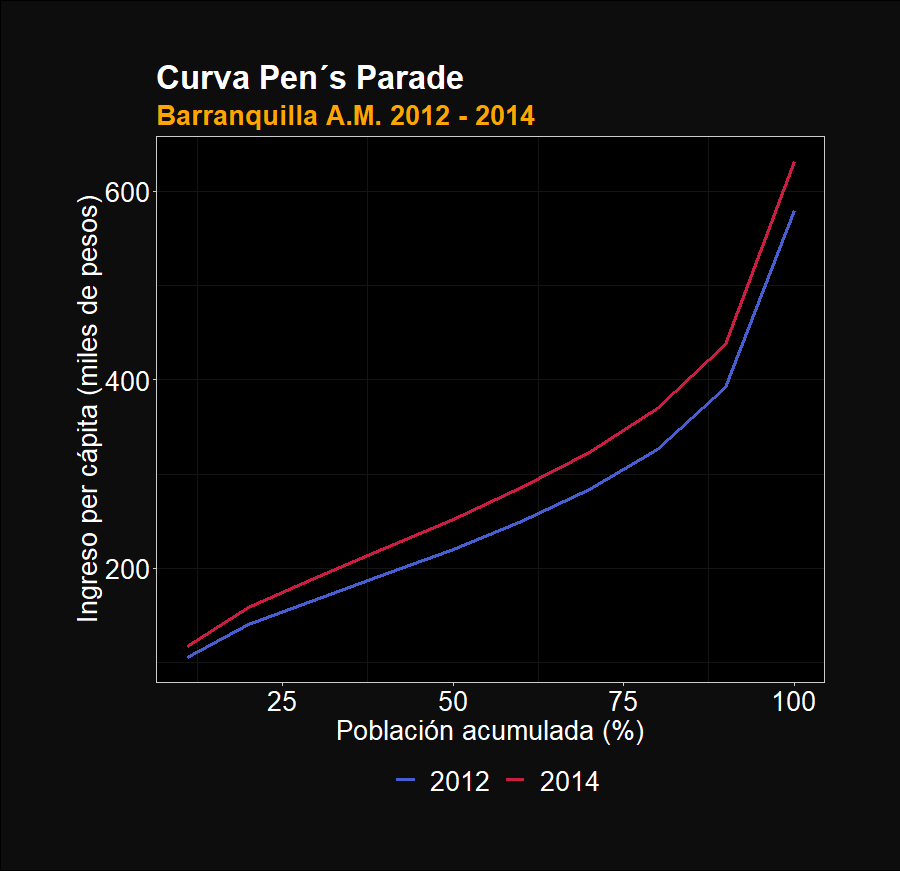 Curva Pen´s Parade
Barranquilla A.M. 2012 - 2014
Ingreso per cápita (miles de pesos)
600
400
200
25 50 75 100
Población acumulada (%)
2012 2014